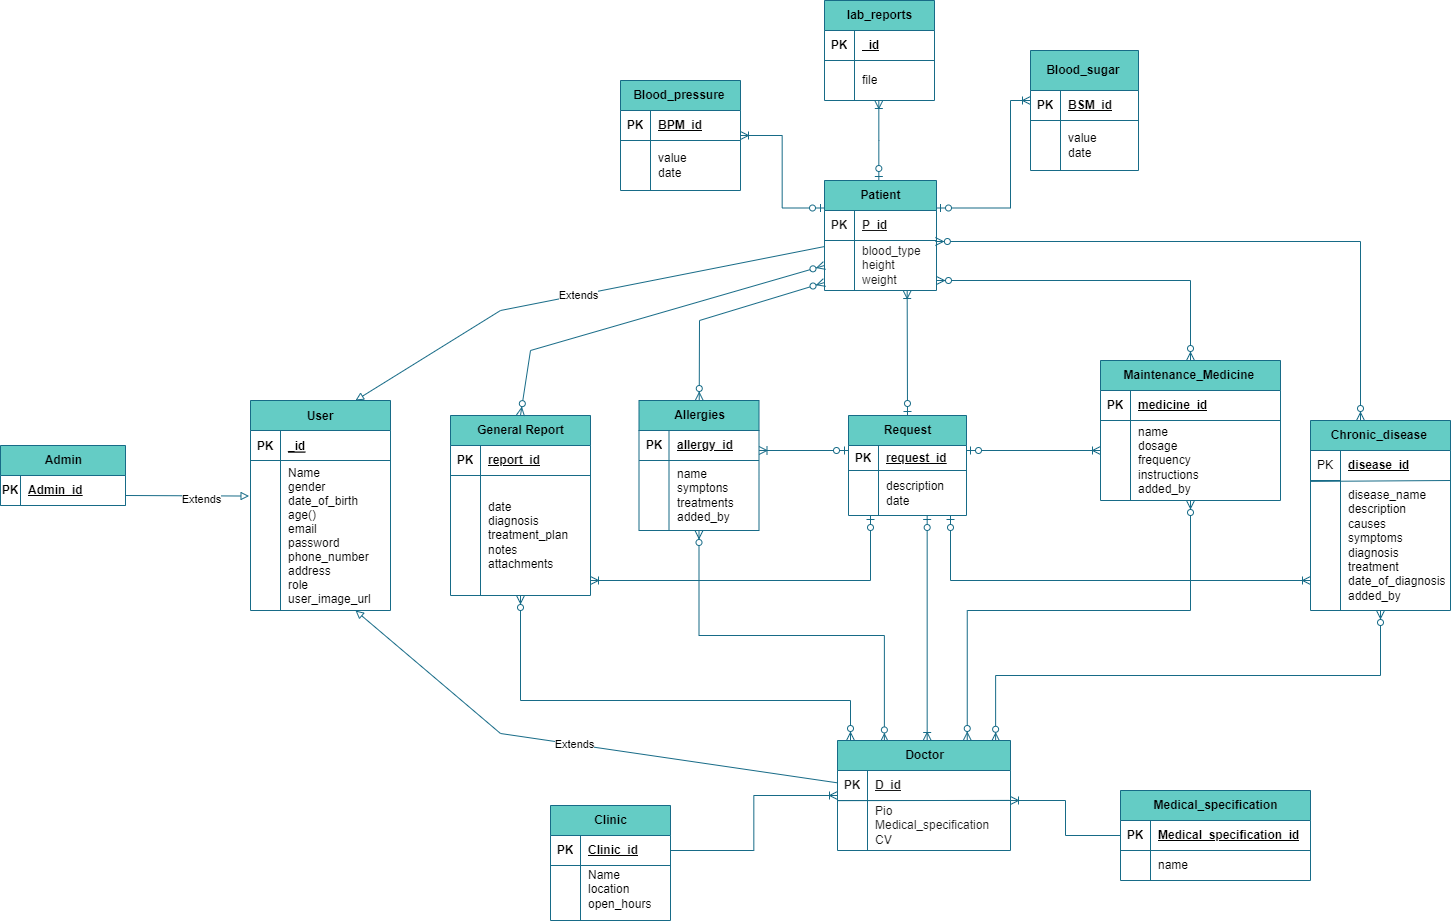 lab_reports
PK _id
file
Blood_sugar
PK BSM_id
value
date
Blood_pressure
PK BPM_id
value
date
Patient
PK P_id
blood_type
height
weight
Extends
Maintenance_Medicine
PK medicine_id
name
dosage
frequency
instructions
added_by
User
PK _id
Name
gender
date_of_birth
age()
email
password
phone_number
address
role
user_image_url
General Report
PK report_id
date
diagnosis
treatment_plan
notes
attachments
Allergies
PK allergy_id
name
symptons
treatments
added_by
Request
PK request_id
description
date
Chronic_disease
PK disease_id
disease_name
description
causes
symptoms
diagnosis
treatment
date_of_diagnosis
added_by
Admin
PK Admin_id
Extends
Extends
Doctor
PK D_id
Pio
Medical_specification
CV
Clinic
PK Clinic_id
Name
location
open_hours
Medical_specification
PK Medical_specification_id
name